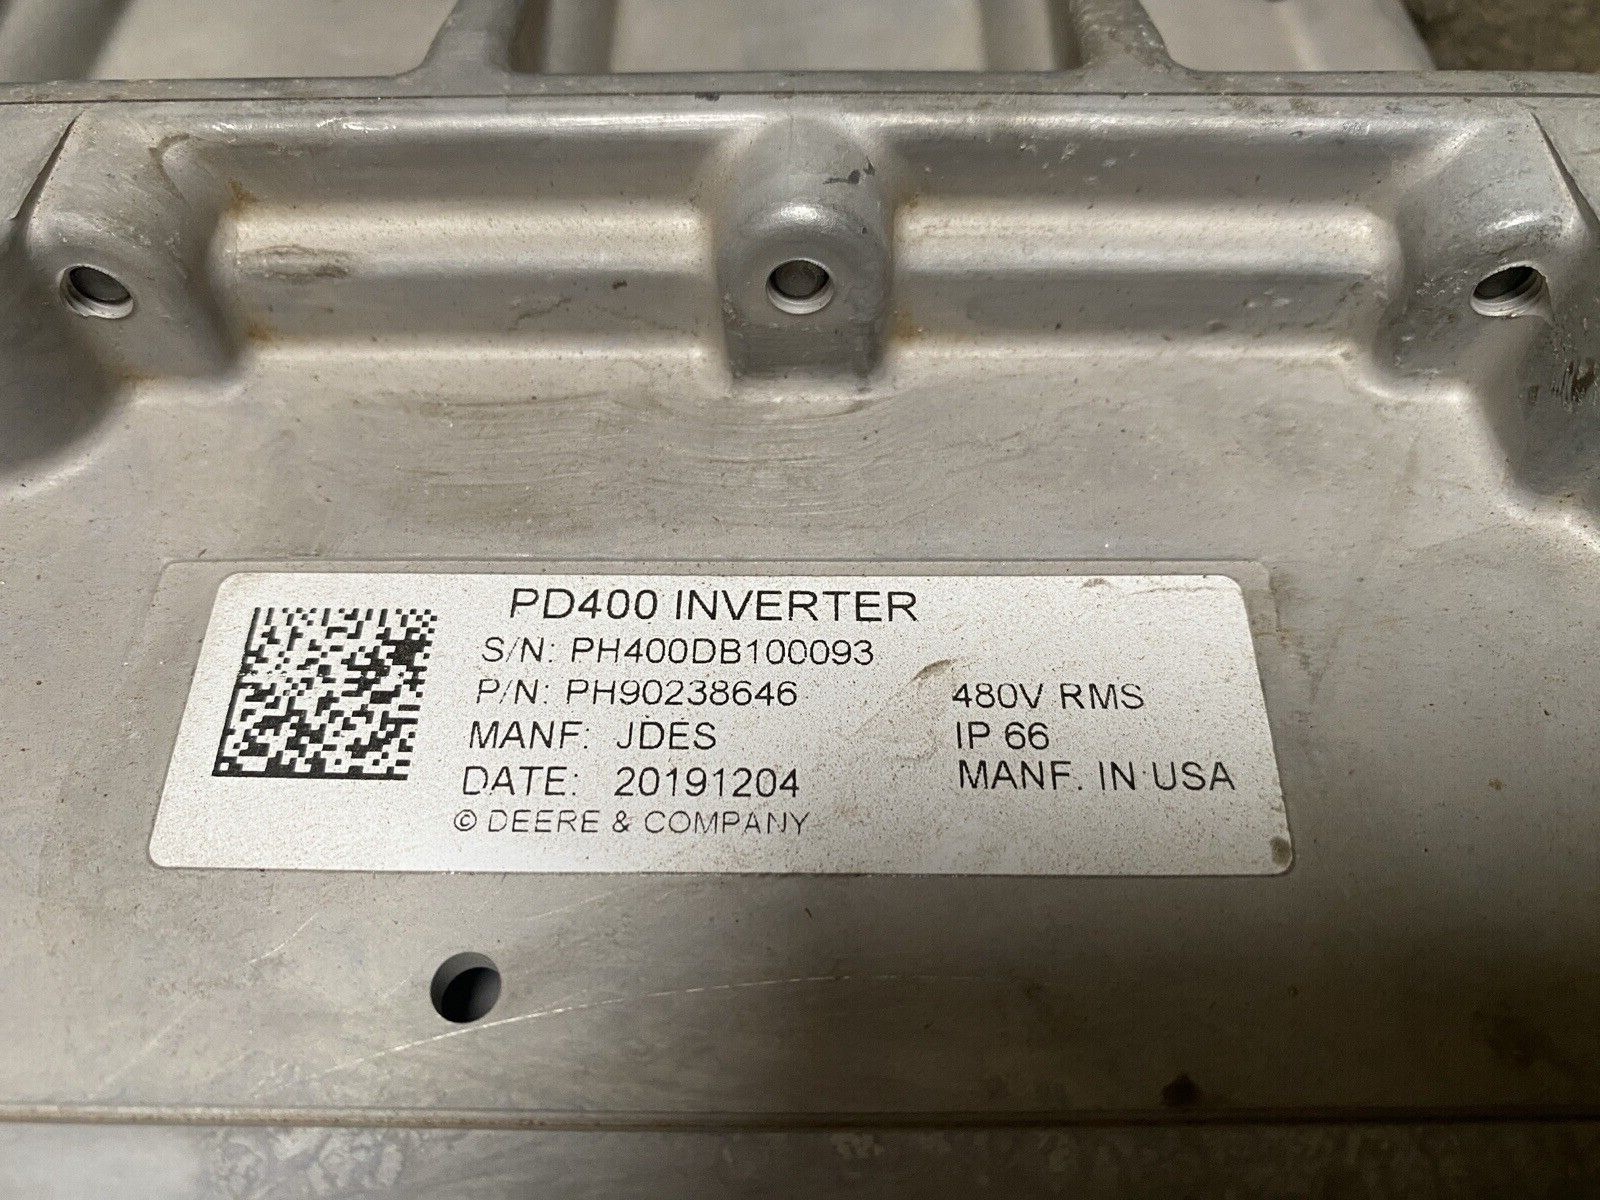 PD400 INVERTER
S/N: PH400DB100093
P/N: PH90238646
480V RMS
MANF: JDES
IP 66
DATE: 20191204
MANF. IN USA
© DEERE & COMPANY